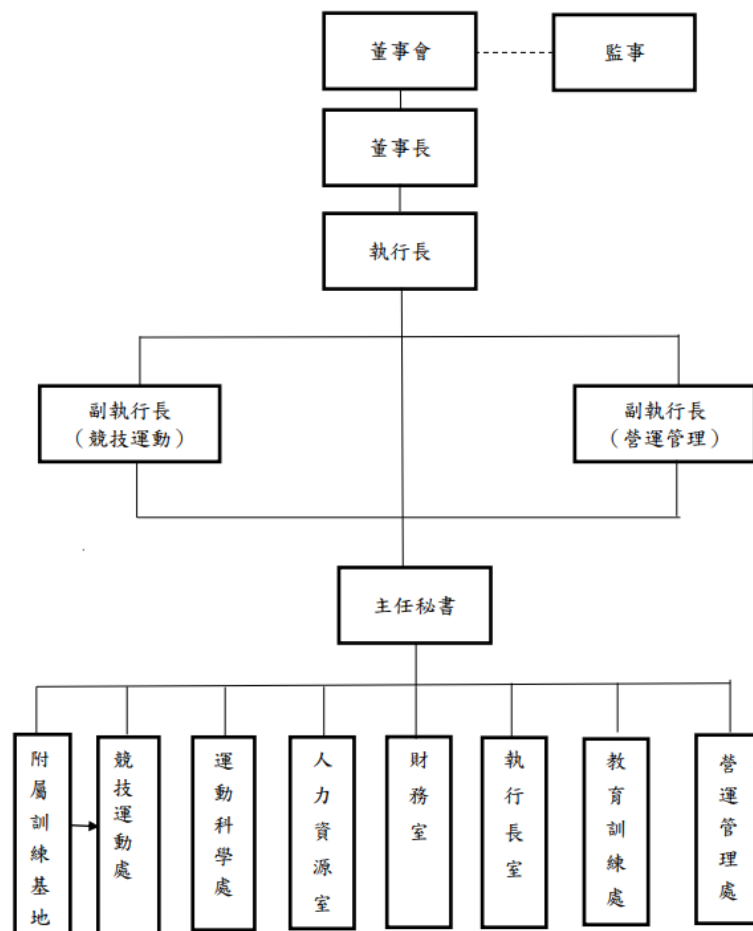 董事會
監事
董事長
執行長
副執行長
（競技運動）
副執行長
（營運管理）
主任秘書
附屬訓練基地
競技運動處
運動科學處
人力資源室
財務室
執行長室
教育訓練處
營運管理處